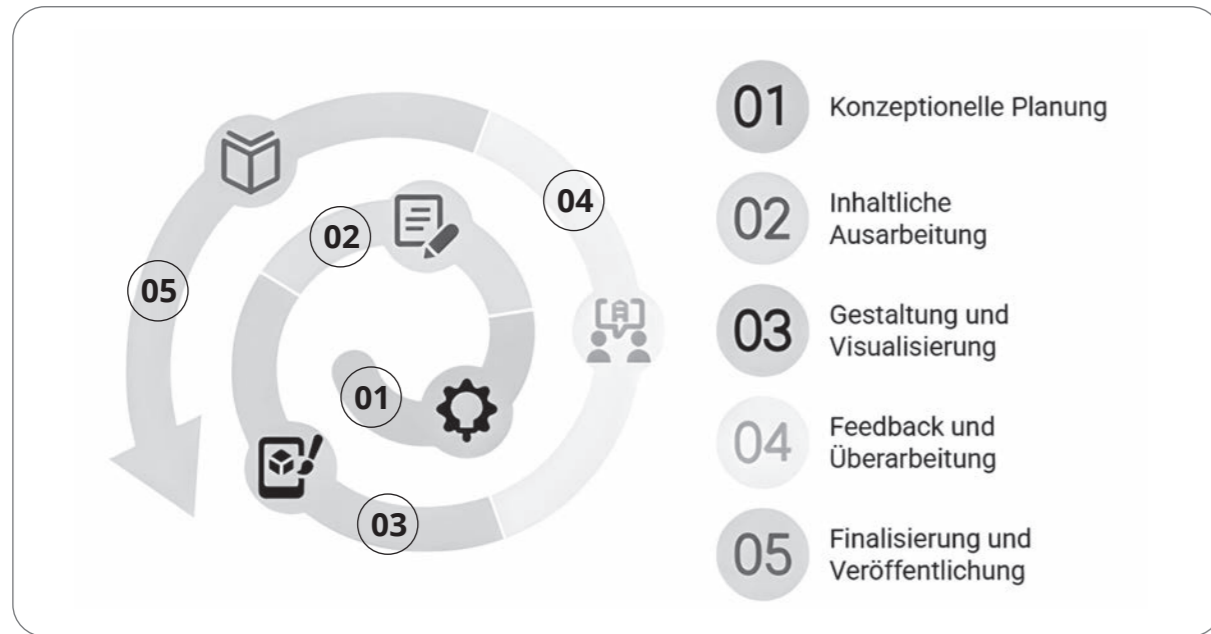 01
Konzeptionelle Planung
02
Inhaltliche
Ausarbeitung
03
Gestaltung und
Visualisierung
04
Feedback und
Überarbeitung
05
Finalisierung und
Veröffentlichung
04
02
05
01
03